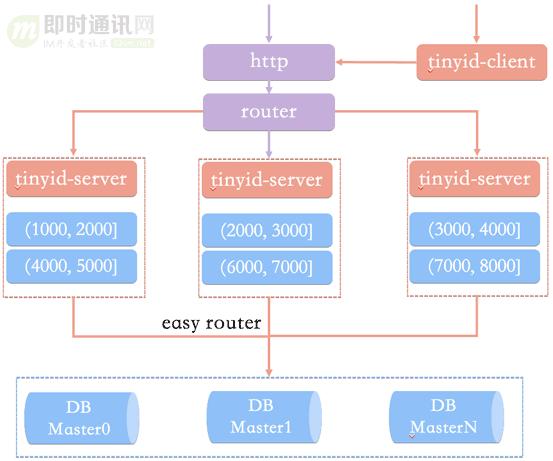 即时通讯网
IM开发者社区 52im.net
http
tinyid-client
router
tinyid-server
tinyid-server
tinyid-server
(1000, 2000]
(2000, 3000]
(3000, 4000]
(4000, 5000]
(6000, 7000]
(7000, 8000]
easy router
DB
Master0
DB
Master1
DB
MasterN